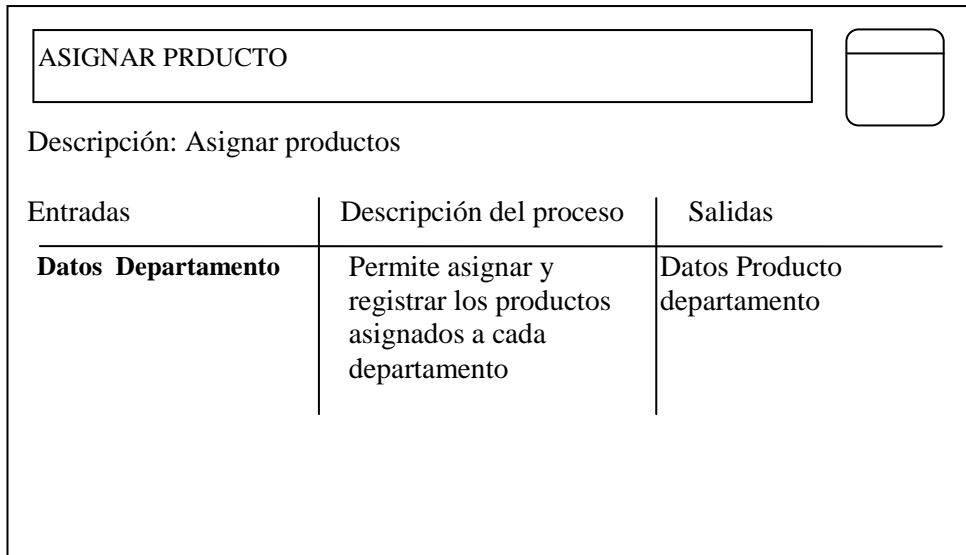 ASIGNAR PRDUCTO
Descripción: Asignar productos
Entradas
Descripción del proceso
Salidas
Datos Departamento
Permite asignar y
registrar los productos
asignados a cada
departamento
Datos Producto
departamento